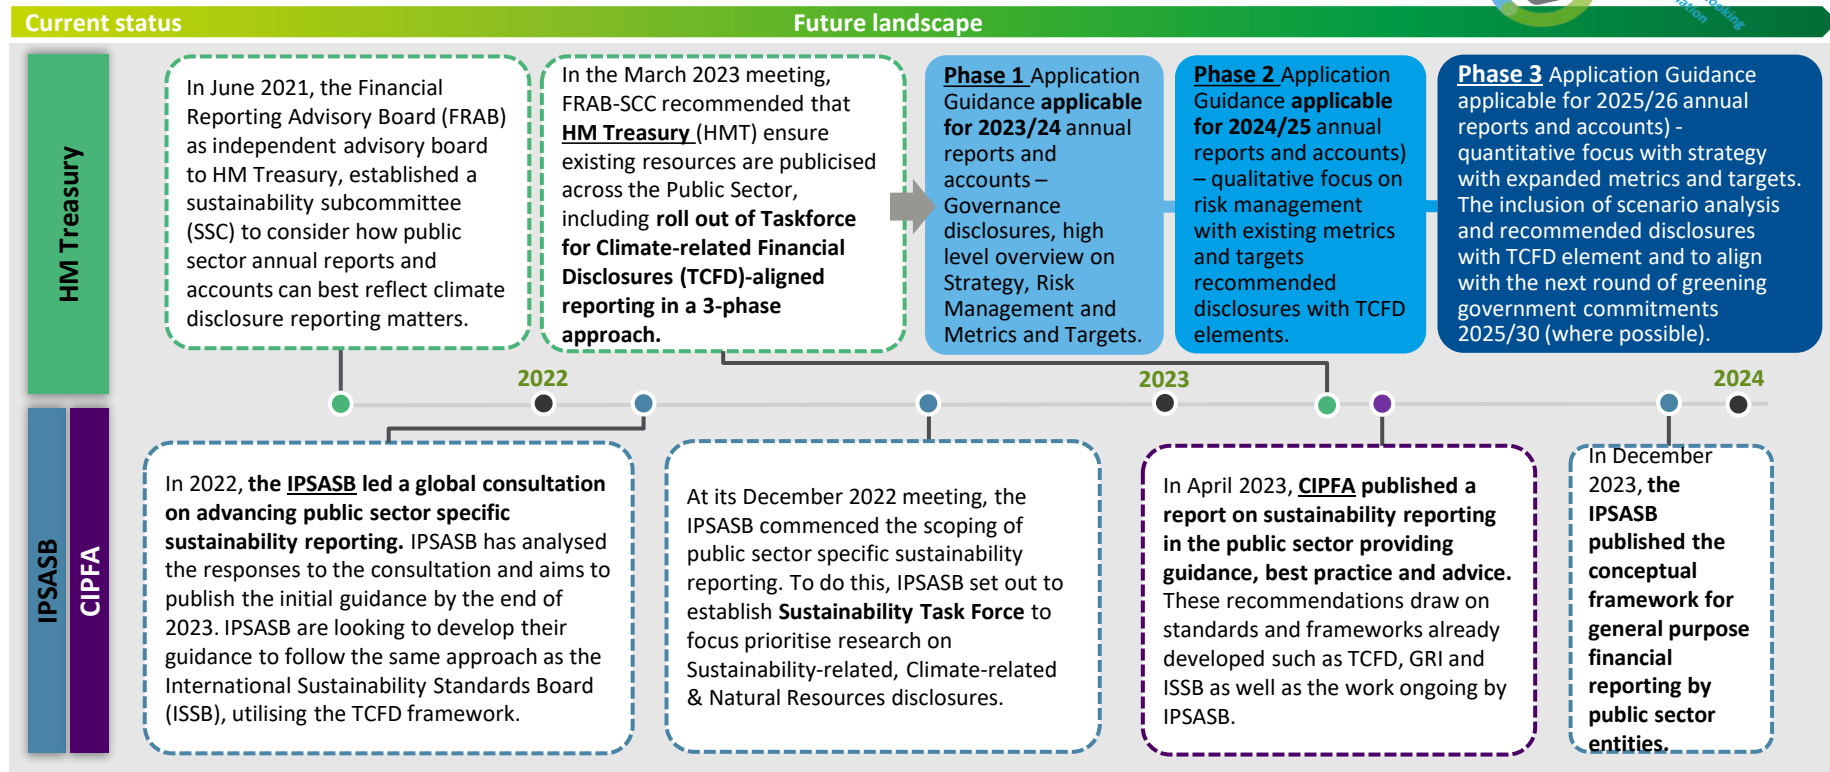 Current status
Future landscape
ooking
mation
HM Treasury
In June 2021, the Financial
Reporting Advisory Board (FRAB)
as independent advisory board
to HM Treasury, established a
sustainability subcommittee
(SSC) to consider how public
sector annual reports and
accounts can best reflect climate
disclosure reporting matters.
In the March 2023 meeting,
FRAB-SCC recommended that
HM Treasury (HMT) ensure
existing resources are publicised
across the Public Sector,
including roll out of Taskforce
for Climate-related Financial
Disclosures (TCFD)-aligned
reporting in a 3-phase
approach.
Phase 1 Application
Guidance applicable
for 2023/24 annual
reports and
accounts –
Governance
disclosures, high
level overview on
Strategy, Risk
Management and
Metrics and Targets.
Phase 2 Application
Guidance applicable
for 2024/25 annual
reports and accounts)
– qualitative focus on
risk management
with existing metrics
and targets
recommended
disclosures with TCFD
elements.
Phase 3 Application Guidance
applicable for 2025/26 annual
reports and accounts) -
quantitative focus with strategy
with expanded metrics and targets.
The inclusion of scenario analysis
and recommended disclosures
with TCFD element and to align
with the next round of greening
government commitments
2025/30 (where possible).
2022
2023
2024
IPSASB
CIPFA
In 2022, the IPSASB led a global consultation
on advancing public sector specific
sustainability reporting. IPSASB has analysed
the responses to the consultation and aims to
publish the initial guidance by the end of
2023. IPSASB are looking to develop their
guidance to follow the same approach as the
International Sustainability Standards Board
(ISSB), utilising the TCFD framework.
At its December 2022 meeting, the
IPSASB commenced the scoping of
public sector specific sustainability
reporting. To do this, IPSASB set out to
establish Sustainability Task Force to
focus prioritise research on
Sustainability-related, Climate-related
& Natural Resources disclosures.
In April 2023, CIPFA published a
report on sustainability reporting
in the public sector providing
guidance, best practice and advice.
These recommendations draw on
standards and frameworks already
developed such as TCFD, GRI and
ISSB as well as the work ongoing by
IPSASB.
In December
2023, the
IPSASB
published the
conceptual
framework for
general purpose
financial
reporting by
public sector
entities.